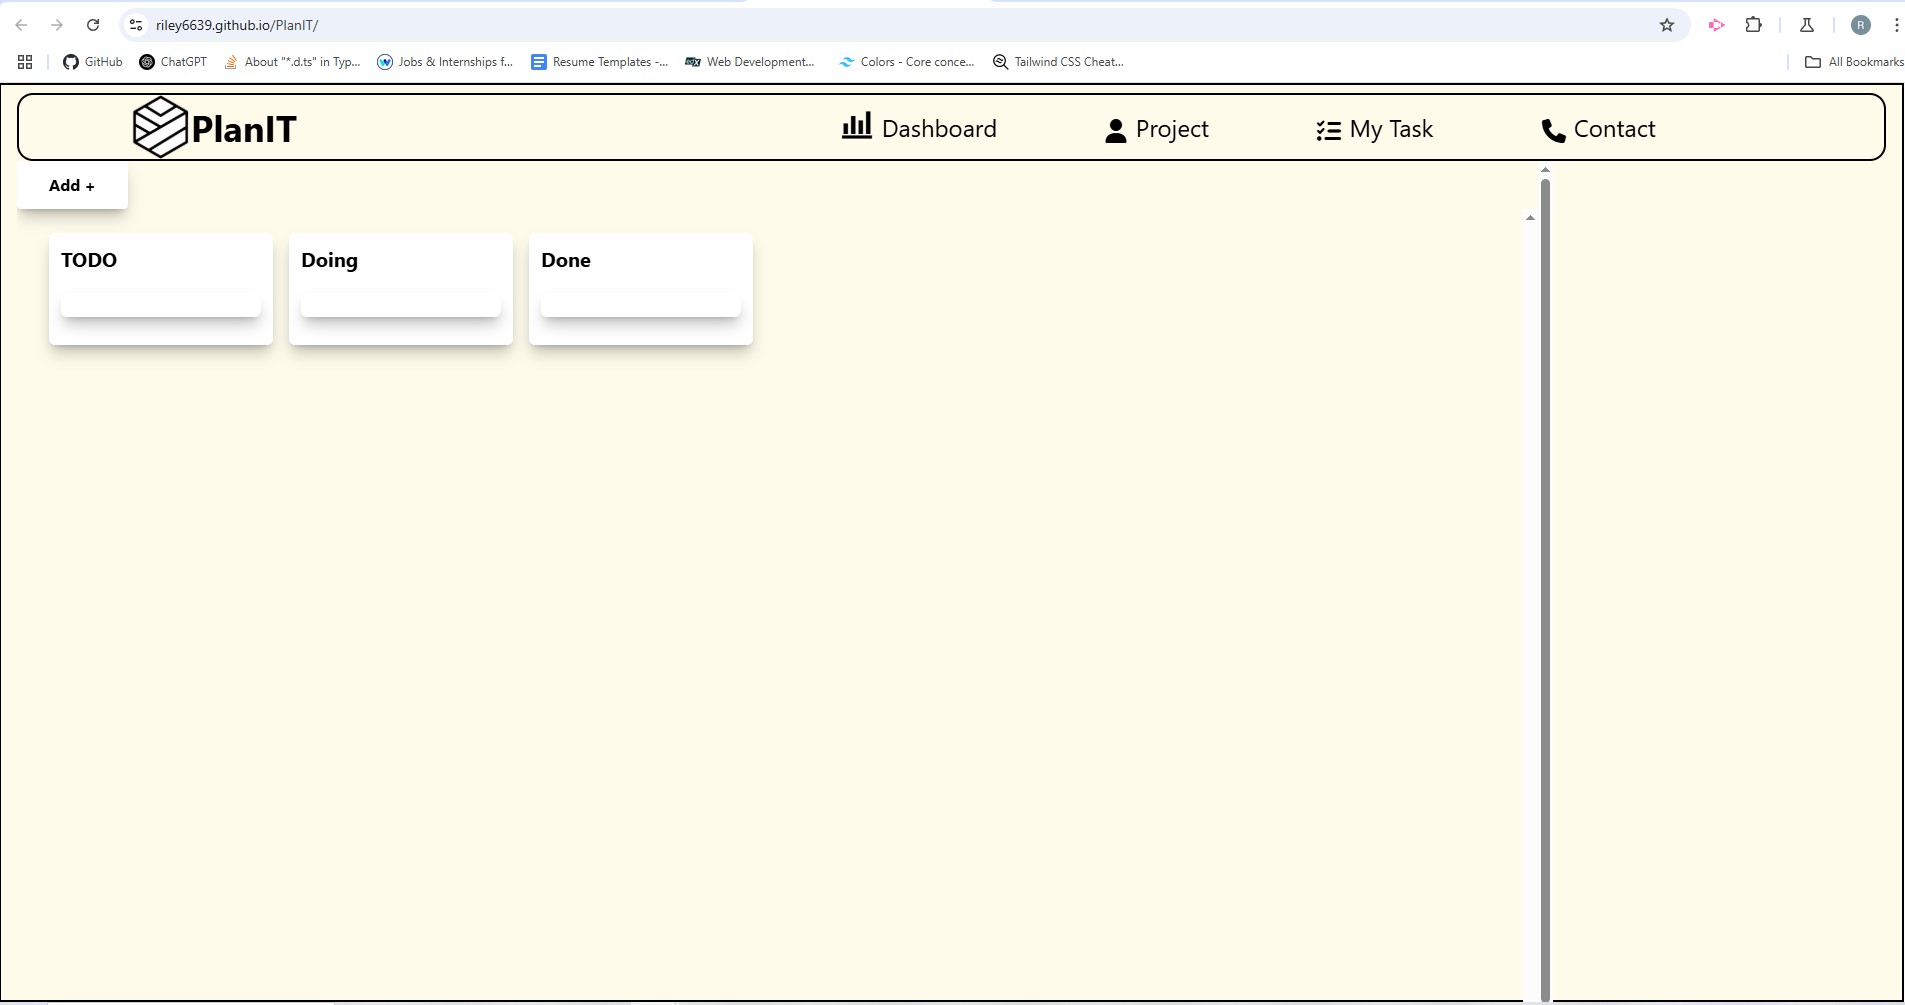 riley6639.github.io/PlanIT/
R
GitHub ChatGPT About "*.d.ts" in Typ... Jobs & Internships f... Resume Templates -... Web Development... Colors - Core conce... Tailwind CSS Cheat... All Bookmarks
PlanIT Dashboard Project My Task Contact
Add +
TODO Doing Done